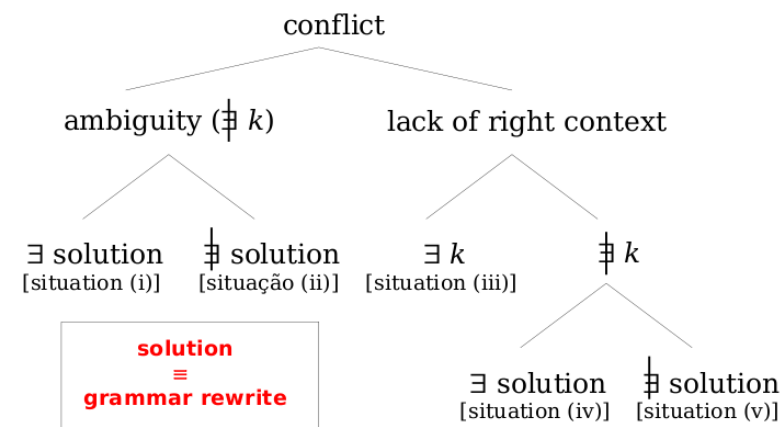 conflict
ambiguity (∄ k)
lack of right context
∃ solution
∄ solution
∃ k
∄ k
[situation (i)]
[situação (ii)]
[situation (iii)]
solution
≡
grammar rewrite
∃ solution
∄ solution
[situation (iv)]
[situation (v)]